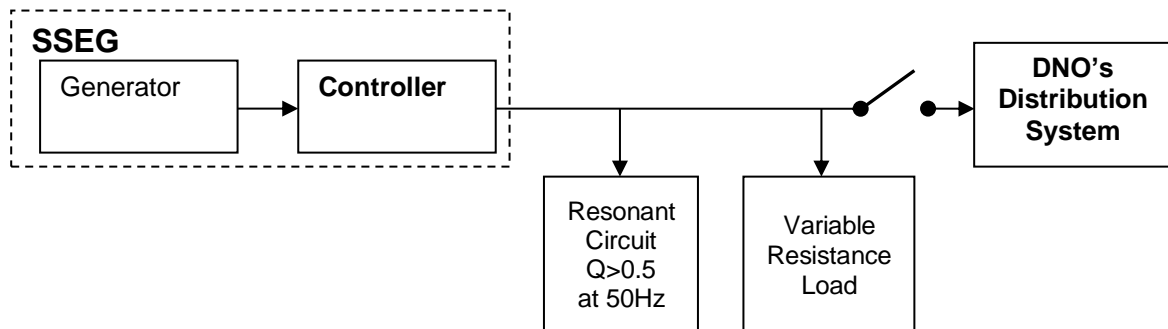 SSEG
Generator
Controller
DNO's
Distribution
System
Resonant
Circuit
Q>0.5
at 50Hz
Variable
Resistance
Load